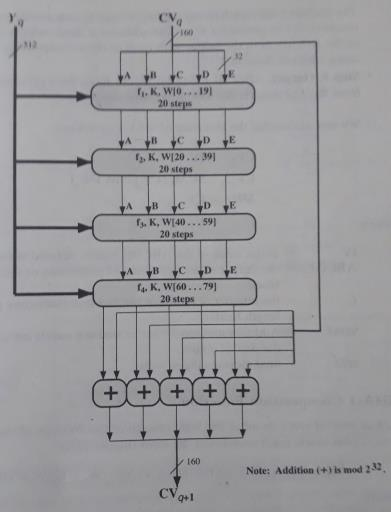 Y_q CV_q
512 160
32
A B C D E
f₁, K, W[0 . . . 19]
20 steps
A B C D E
f₂, K, W[20 . . . 39]
20 steps
A B C D E
f₃, K, W[40 . . . 59]
20 steps
A B C D E
f₄, K, W[60 . . . 79]
20 steps
+ + + + +
160
Note: Addition (+) is mod 2³².
CV_q+1